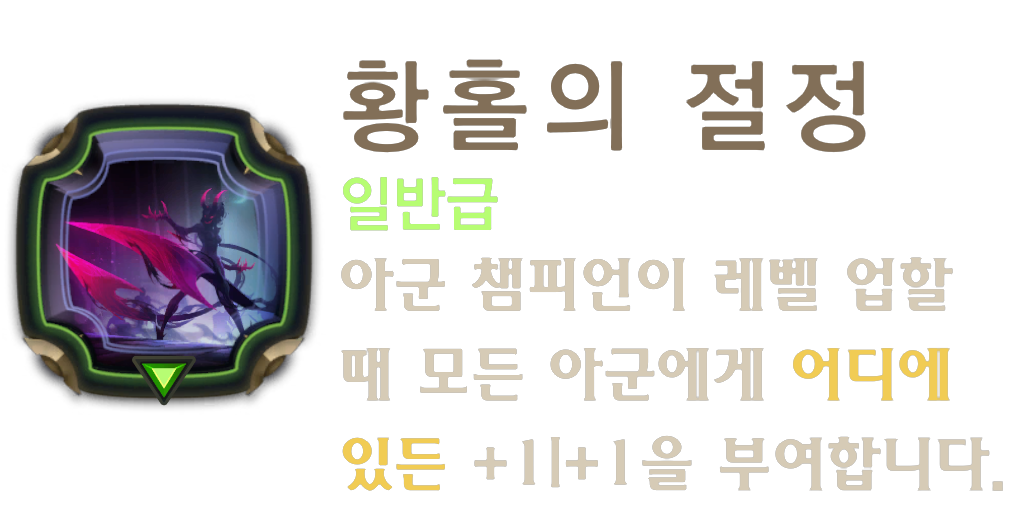 황홀의 절정
일반급
아군 챔피언이 레벨 업할
때 모든 아군에게 어디에
있든 +1|+1을 부여합니다.